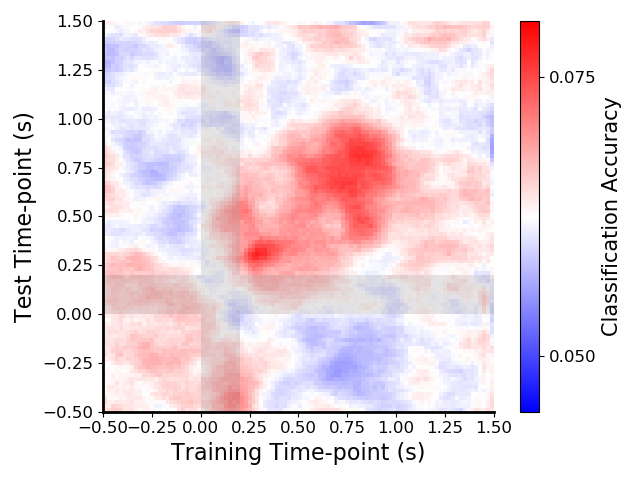 1.50
1.25
1.00
0.75
0.50
0.25
0.00
−0.25
−0.50
Test Time-point (s)
−0.50 −0.25 0.00 0.25 0.50 0.75 1.00 1.25 1.50
Training Time-point (s)
0.075
0.050
Classification Accuracy